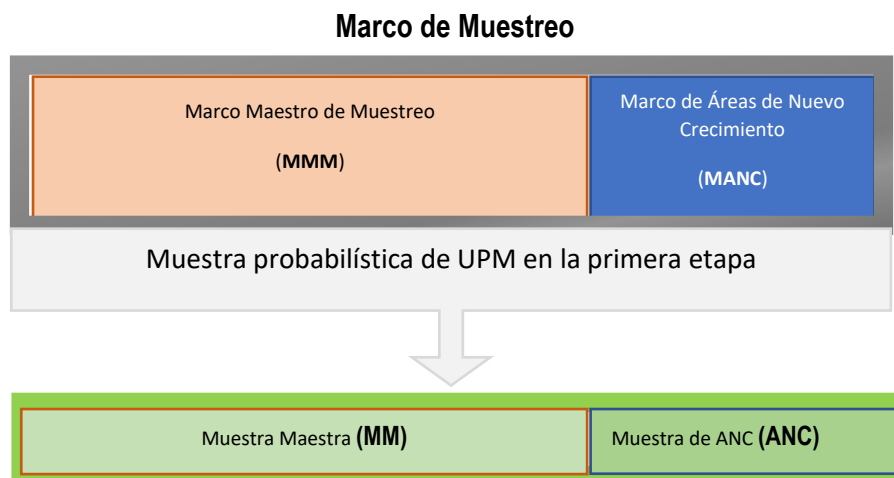 Marco de Muestreo
Marco Maestro de Muestreo
(MMM)
Marco de Áreas de Nuevo
Crecimiento
(MANC)
Muestra probabilística de UPM en la primera etapa
Muestra Maestra (MM)
Muestra de ANC (ANC)